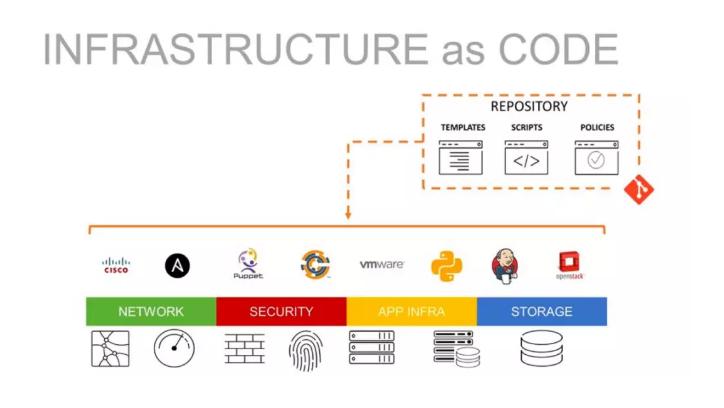 INFRASTRUCTURE as CODE
REPOSITORY
TEMPLATES SCRIPTS POLICIES
</>
CISCO A Puppet vmware openstack
NETWORK SECURITY APP INFRA STORAGE